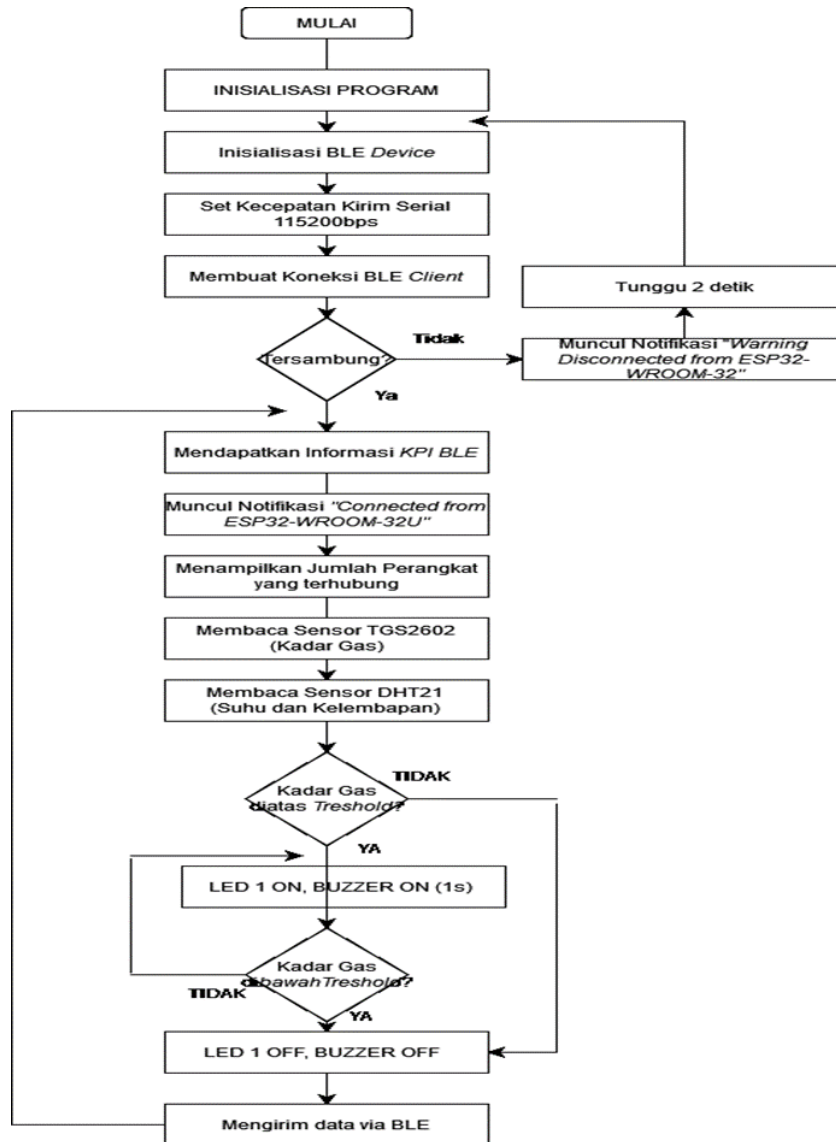 MULAI
INISIALISASI PROGRAM
Inisialisasi BLE Device
Set Kecepatan Kirim Serial
115200bps
Membuat Koneksi BLE Client
Tersambung?
Tidak
Muncul Notifikasi "Warning
Disconnected from ESP32-
WROOM-32"
Tunggu 2 detik
Ya
Mendapatkan Informasi KPI BLE
Muncul Notifikasi "Connected from
ESP32-WROOM-32U"
Menampilkan Jumlah Perangkat
yang terhubung
Membaca Sensor TGS2602
(Kadar Gas)
Membaca Sensor DHT21
(Suhu dan Kelembapan)
Kadar Gas
diatas Treshold?
TIDAK
YA
LED 1 ON, BUZZER ON (1s)
Kadar Gas
dibawahTreshold?
TIDAK
YA
LED 1 OFF, BUZZER OFF
Mengirim data via BLE